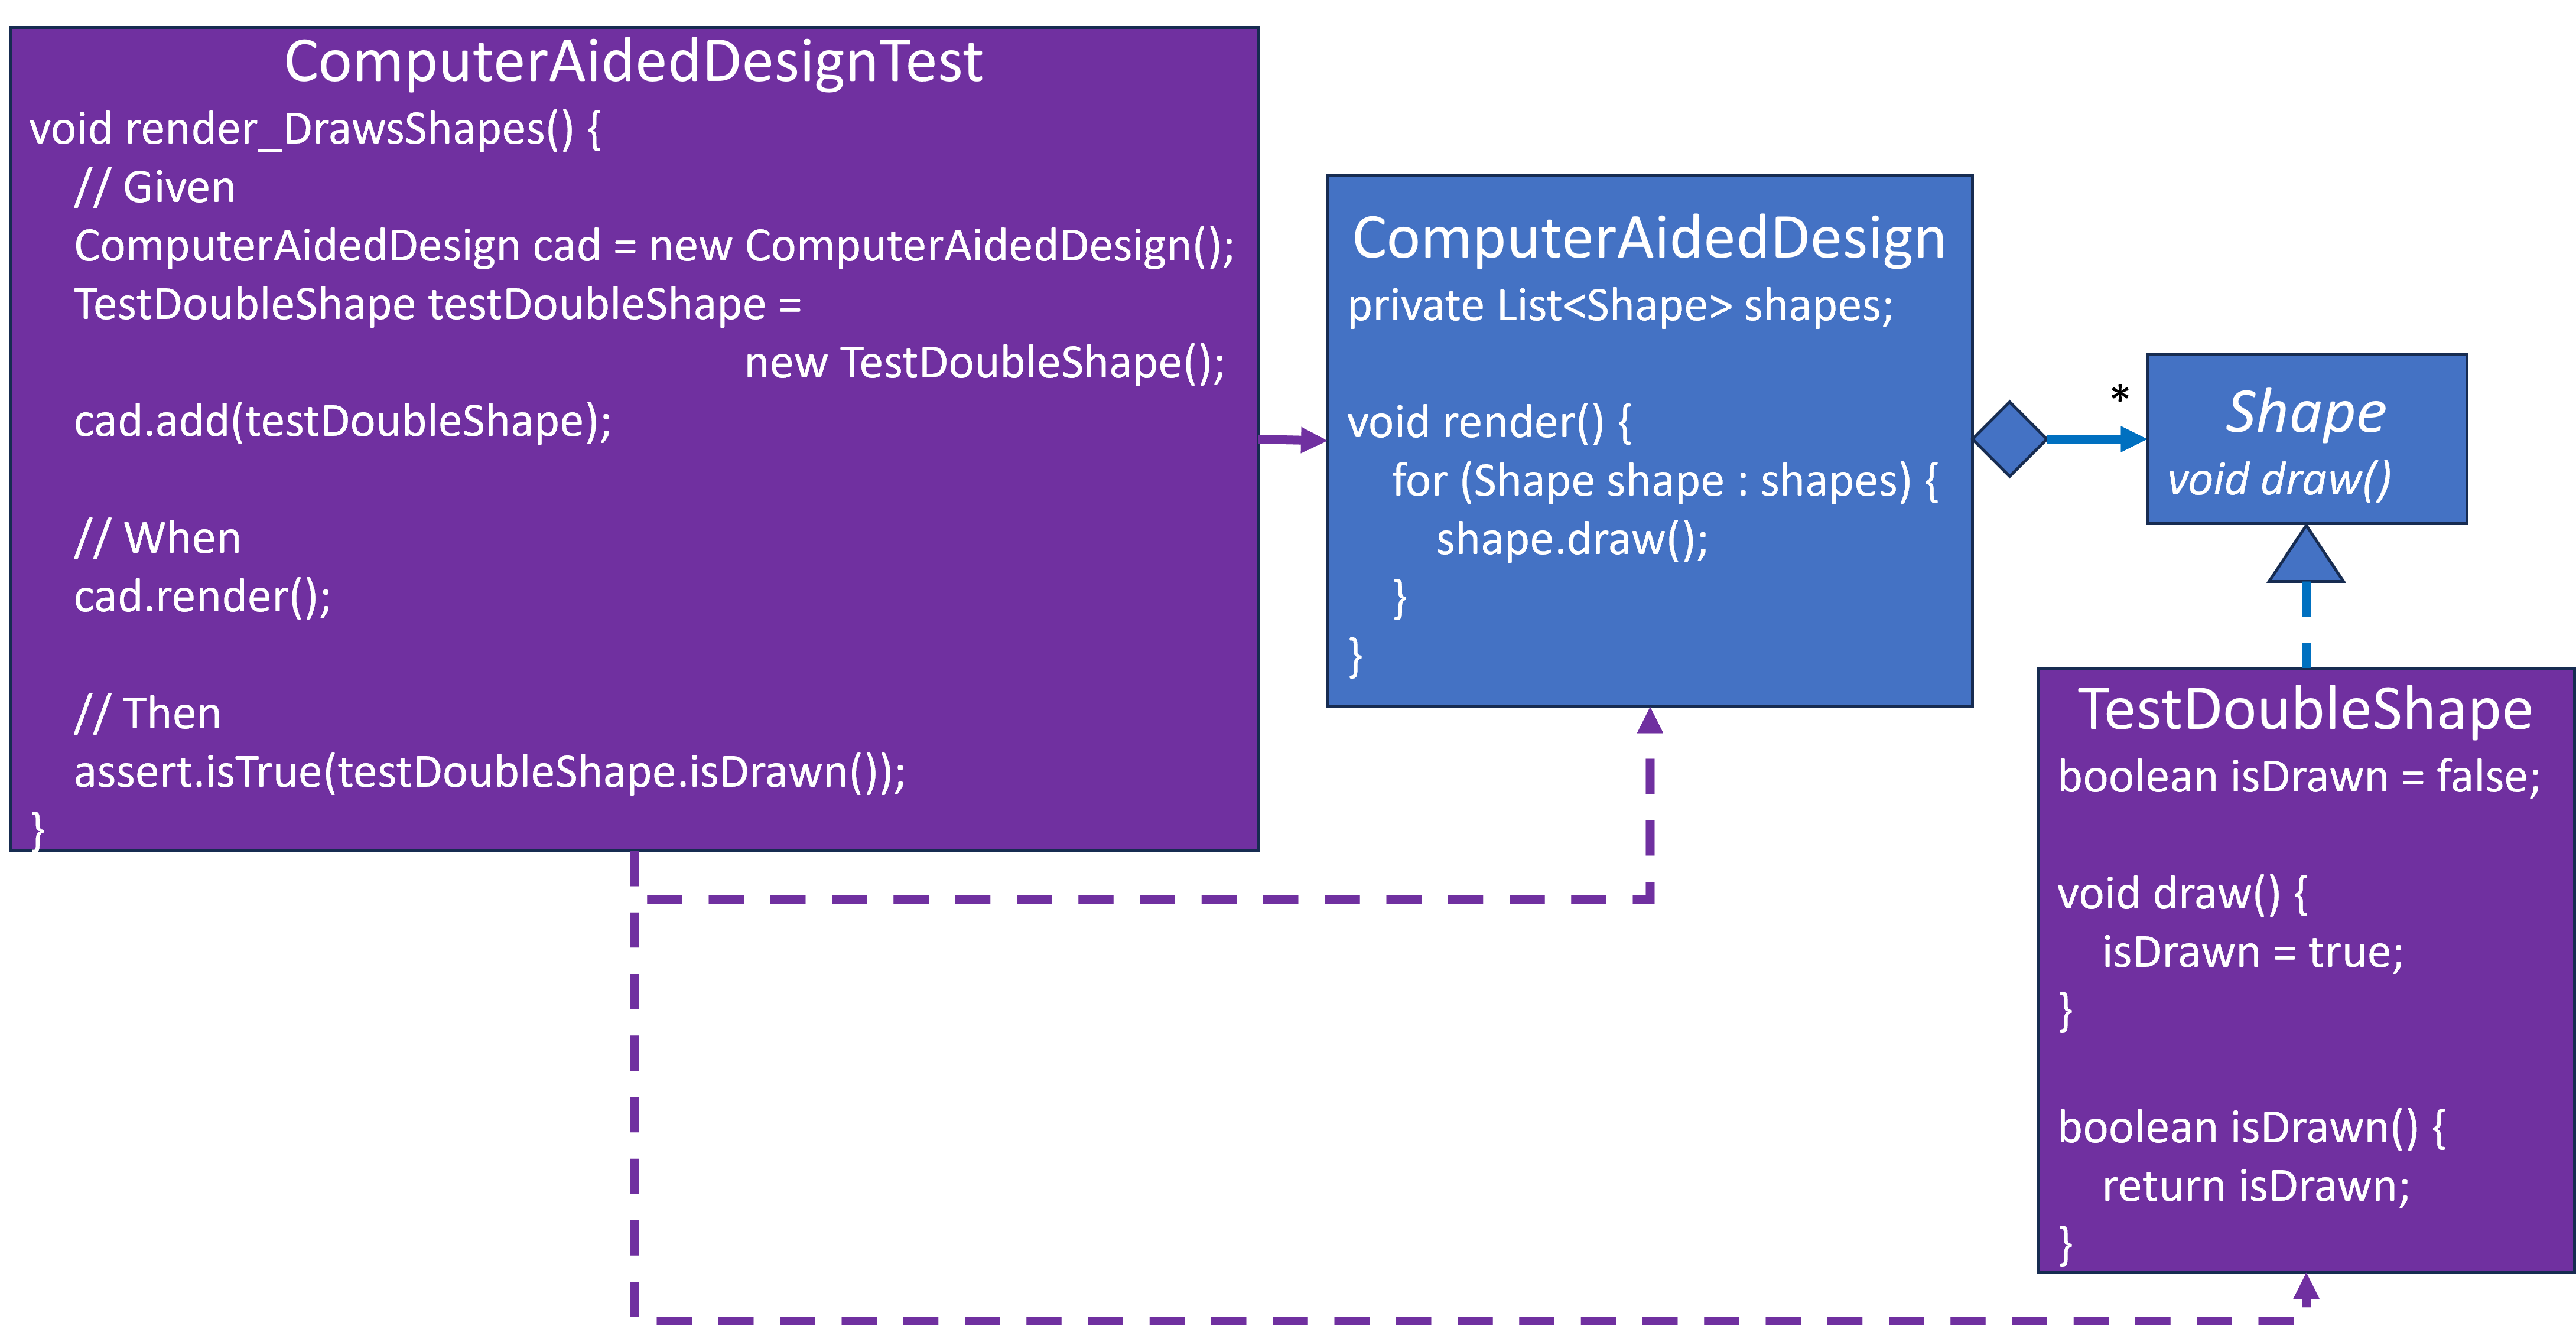 ComputerAidedDesignTest
void render_DrawsShapes() {
// Given
ComputerAidedDesign cad = new ComputerAidedDesign();
TestDoubleShape testDoubleShape =
new TestDoubleShape();
cad.add(testDoubleShape);
// When
cad.render();
// Then
assert.isTrue(testDoubleShape.isDrawn());
}
ComputerAidedDesign
private List<Shape> shapes;
void render() {
for (Shape shape : shapes) {
shape.draw();
}
}
*
Shape
void draw()
TestDoubleShape
boolean isDrawn = false;
void draw() {
isDrawn = true;
}
boolean isDrawn() {
return isDrawn;
}